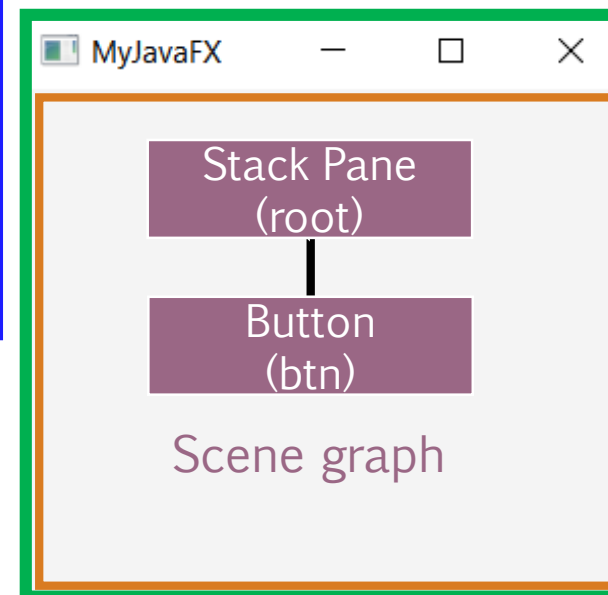 MyJavaFX
Stack Pane
(root)
Button
(btn)
Scene graph